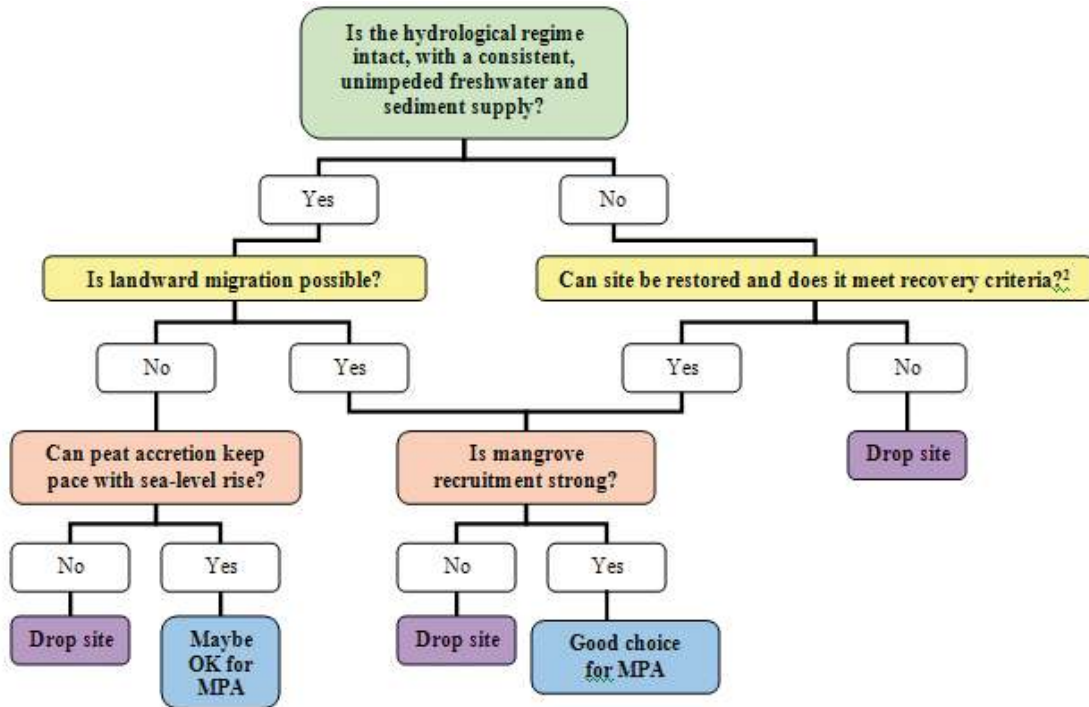 Is the hydrological regime
intact, with a consistent,
unimpeded freshwater and
sediment supply?
Yes
No
Is landward migration possible?
Can site be restored and does it meet recovery criteria?²
No
Yes
Yes
No
Can peat accretion keep
pace with sea-level rise?
Is mangrove
recruitment strong?
Drop site
No
Yes
No
Yes
Drop site
Maybe
OK for
MPA
Drop site
Good choice
for MPA